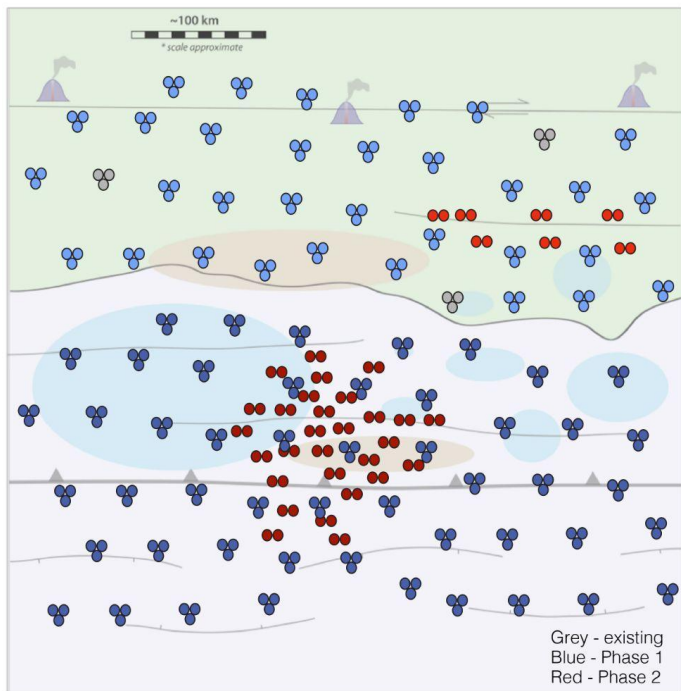 ~100 km
* scale approximate
Grey - existing
Blue - Phase 1
Red - Phase 2